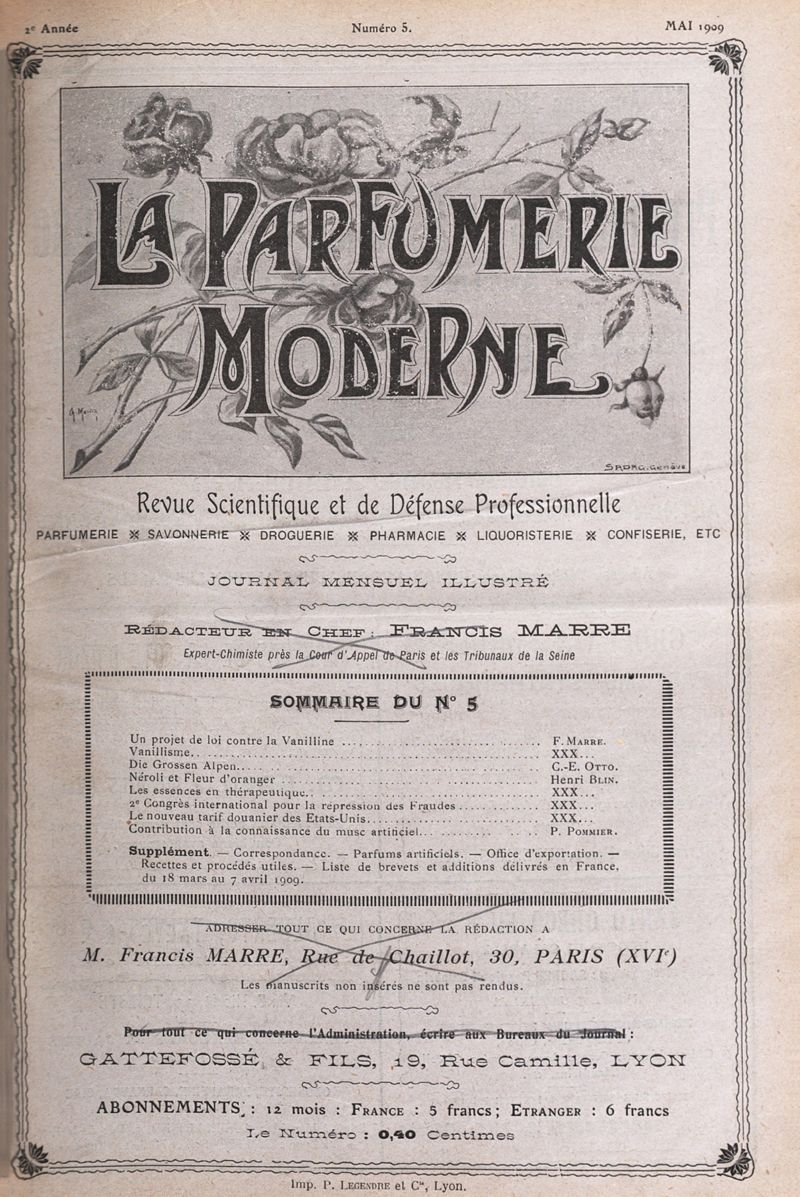 2e Année Numéro 5. MAI 1909
LA PARFUMERIE
MODERNE
SADAG. Genève
Revue Scientifique et de Défense Professionnelle
PARFUMERIE ※ SAVONNERIE ※ DROGUERIE ※ PHARMACIE ※ LIQUORISTERIE ※ CONFISERIE, ETC
JOURNAL MENSUEL ILLUSTRÉ
RÉDACTEUR EN CHEF : FRANCIS MARRE
Expert-Chimiste près la Cour d'Appel de Paris et les Tribunaux de la Seine
SOMMAIRE DU No 5
Un projet de loi contre la Vanilline ... F. MARRE.
Vanillisme... XXX...
Die Grossen Alpen... C.-E. OTTO.
Néroli et Fleur d'oranger ... Henri BLIN.
Les essences en thérapeutique... XXX...
2e Congrès international pour la répression des Fraudes ... XXX...
Le nouveau tarif douanier des Etats-Unis... XXX...
Contribution à la connaissance du musc artificiel... P. POMMIER.
Supplément. — Correspondance. — Parfums artificiels. — Office d'exportation. —
Recettes et procédés utiles. — Liste de brevets et additions délivrés en France,
du 18 mars au 7 avril 1909.
ADRESSER TOUT CE QUI CONCERNE LA RÉDACTION A
M. Francis MARRE, Rue de Chaillot, 30, PARIS (XVIe)
Les manuscrits non insérés ne sont pas rendus.
Pour tout ce qui concerne l'Administration, écrire aux Bureaux du Journal :
GATTEFOSSÉ & FILS, 19, Rue Camille, LYON
ABONNEMENTS : 12 mois : FRANCE : 5 francs ; ETRANGER : 6 francs
Le Numéro : 0,40 Centimes
Imp. P. LEGENDRE et Cie, Lyon.